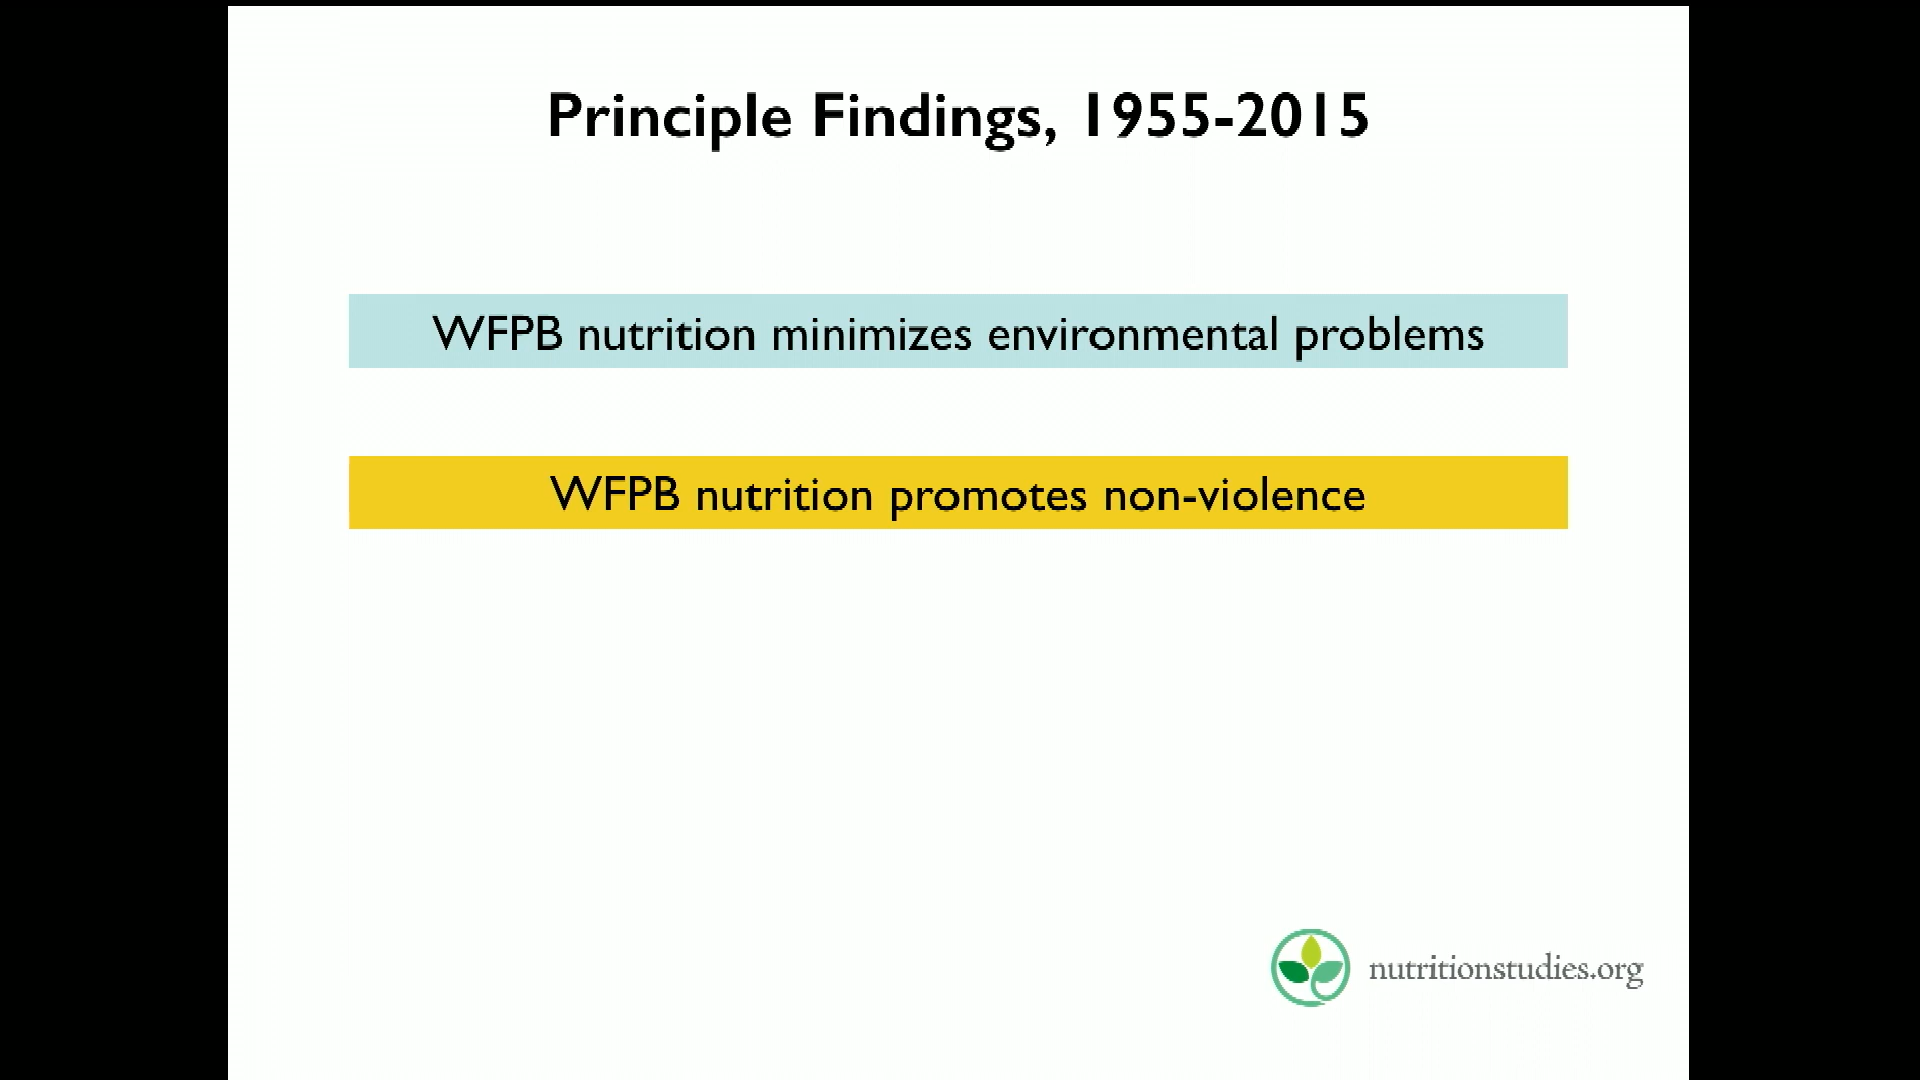 Principle Findings, 1955-2015
WFPB nutrition minimizes environmental problems
WFPB nutrition promotes non-violence
nutritionstudies.org